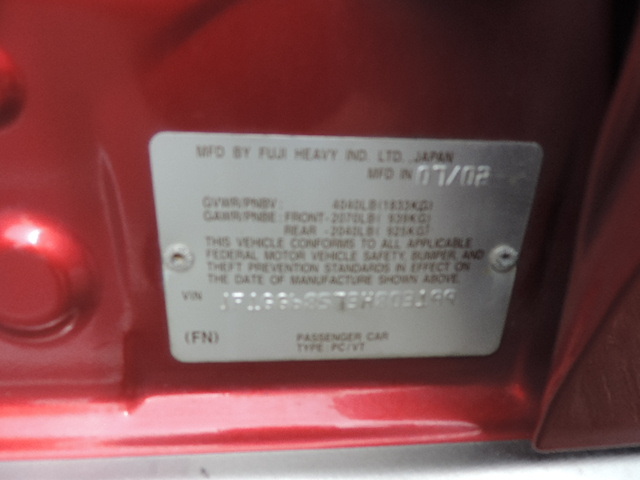 MFD BY FUJI HEAVY IND. LTD., JAPAN
MFD IN 07/02
GVWR/PNBV: 4040LB(1833KG)
GAWR/PNBE: FRONT-2070LB( 939KG)
REAR -2040LB( 925KG)
THIS VEHICLE CONFORMS TO ALL APPLICABLE
FEDERAL MOTOR VEHICLE SAFETY, BUMPER, AND
THEFT PREVENTION STANDARDS IN EFFECT ON
THE DATE OF MANUFACTURE SHOWN ABOVE.
VIN
(FN) PASSENGER CAR
TYPE:PC/VT